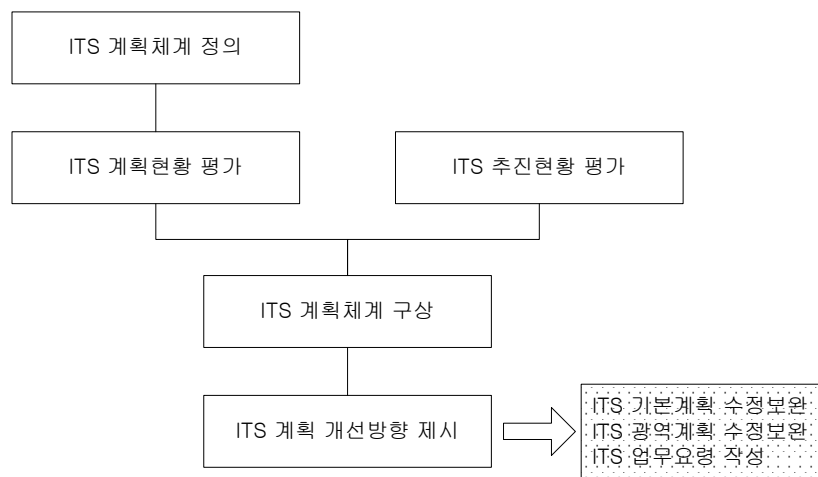 ITS 계획체계 정의
ITS 계획현황 평가
ITS 추진현황 평가
ITS 계획체계 구상
ITS 계획 개선방향 제시
ITS 기본계획 수정보완
ITS 광역계획 수정보완
ITS 업무요령 작성